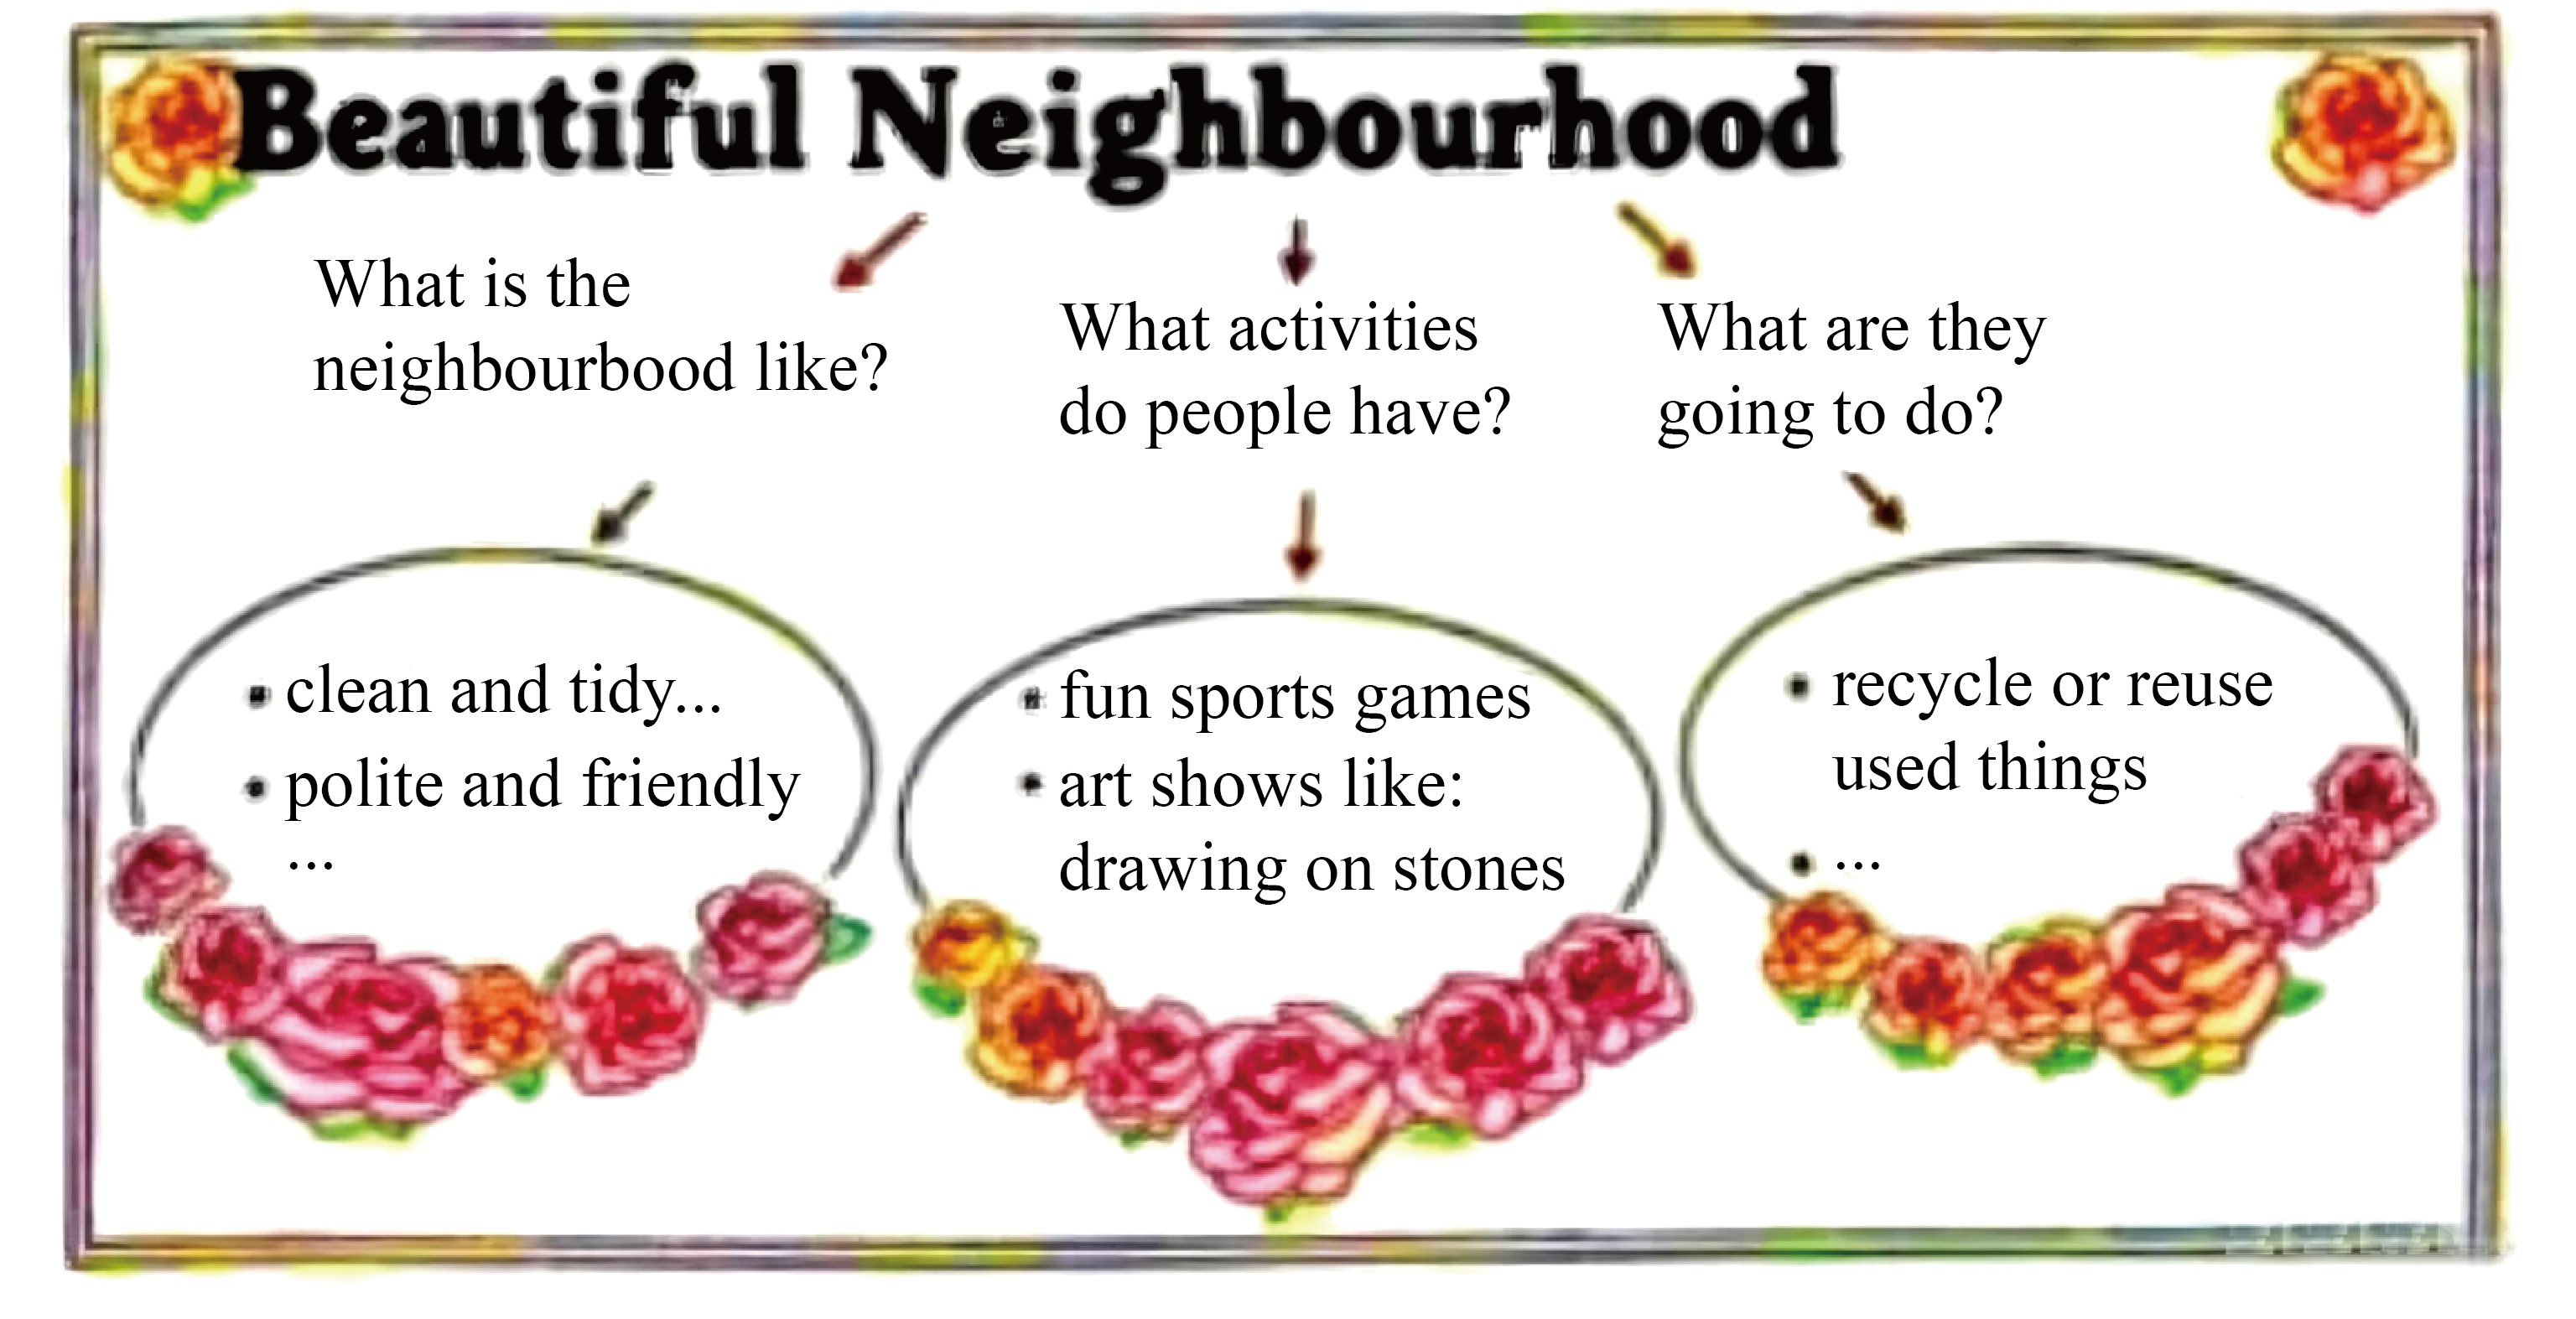 Beautiful Neighbourhood
What is the
neighbourbood like?
What activities
do people have?
What are they
going to do?
▪ clean and tidy...
▪ polite and friendly
...
▪ fun sports games
▪ art shows like:
drawing on stones
▪ recycle or reuse
used things
▪ ...